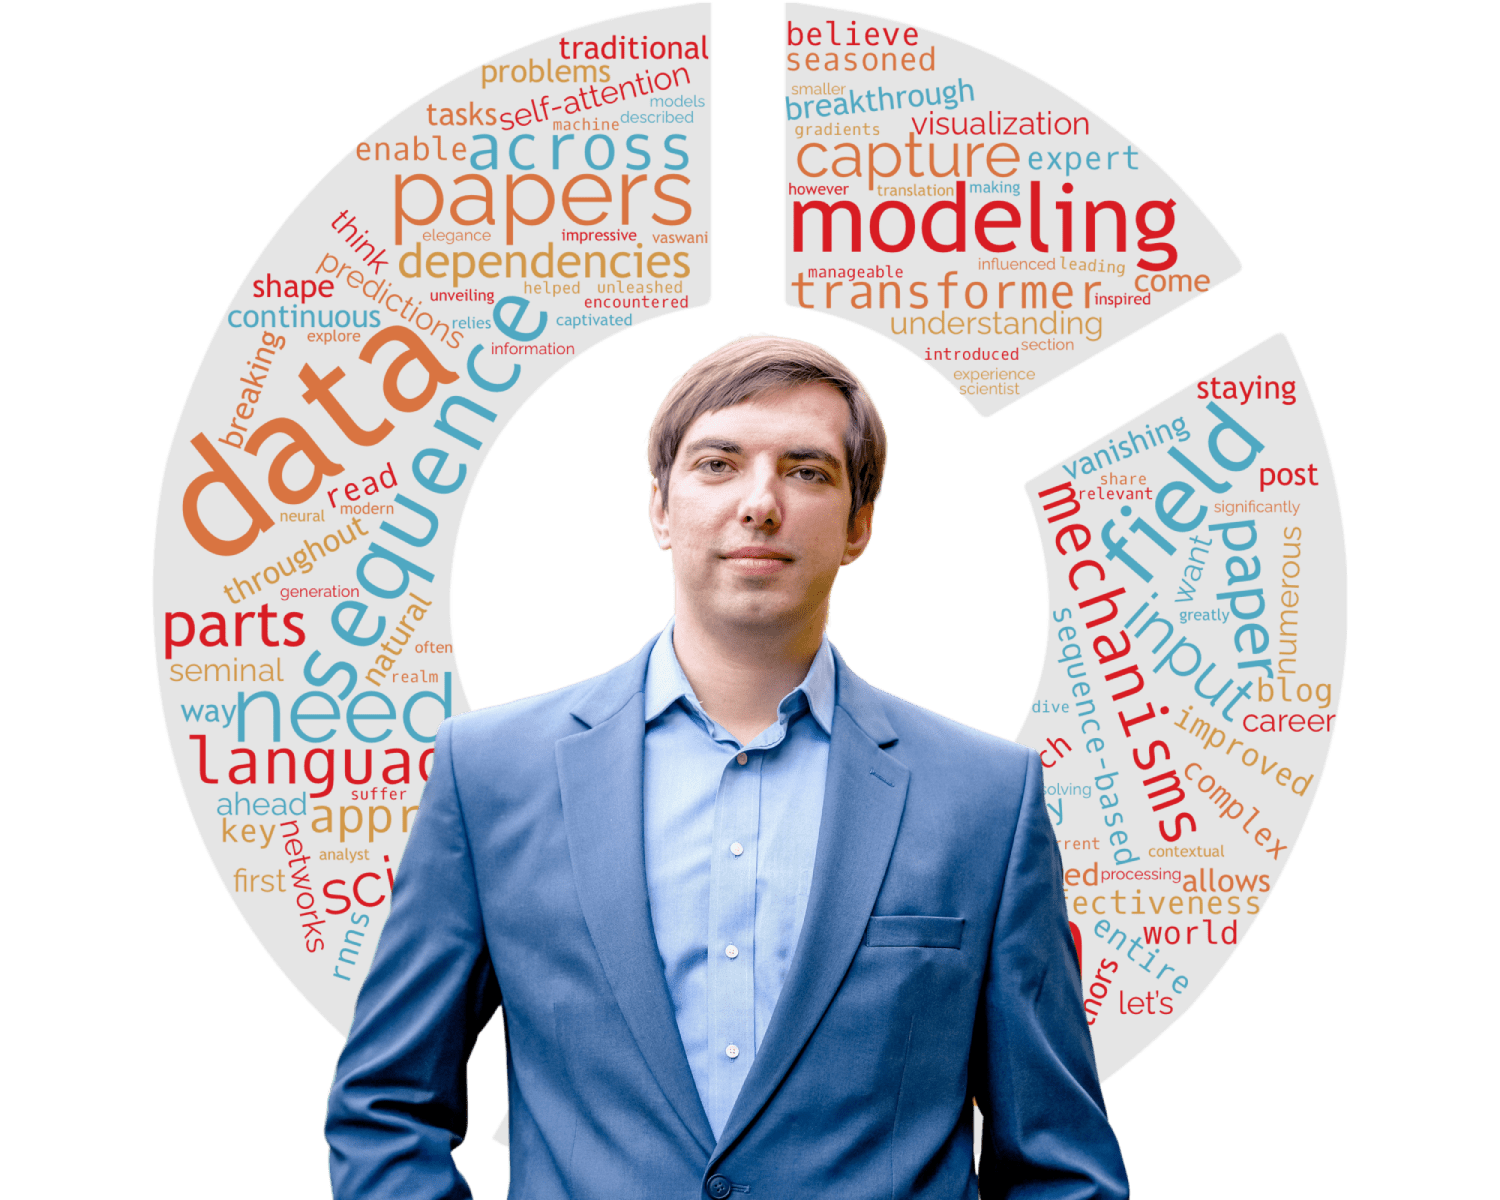 traditional
problems
self-attention
models
tasks
machine
described
enable
across
papers
elegance
impressive
vaswani
think
dependencies
predictions
helped
unleashed
shape
unveiling
encountered
continuous
relies
captivated
explore
information
breaking
data
sequence
read
modern
neural
throughout
generation
parts
natural
often
seminal
realm
way
need
suffer
ahead
key
networks
analyst
first
rnns
believe
seasoned
smaller
breakthrough
gradients
visualization
capture
expert
however
translation
making
modeling
manageable
influenced
leading
transformer
inspired
come
understanding
introduced
section
experience
scientist
staying
vanishing
field
share
relevant
post
significantly
mechanisms
want
paper
numerous
input
greatly
sequence-based
blog
dive
career
improved
complex
solving
contextual
processing
allows
entire
world
let's